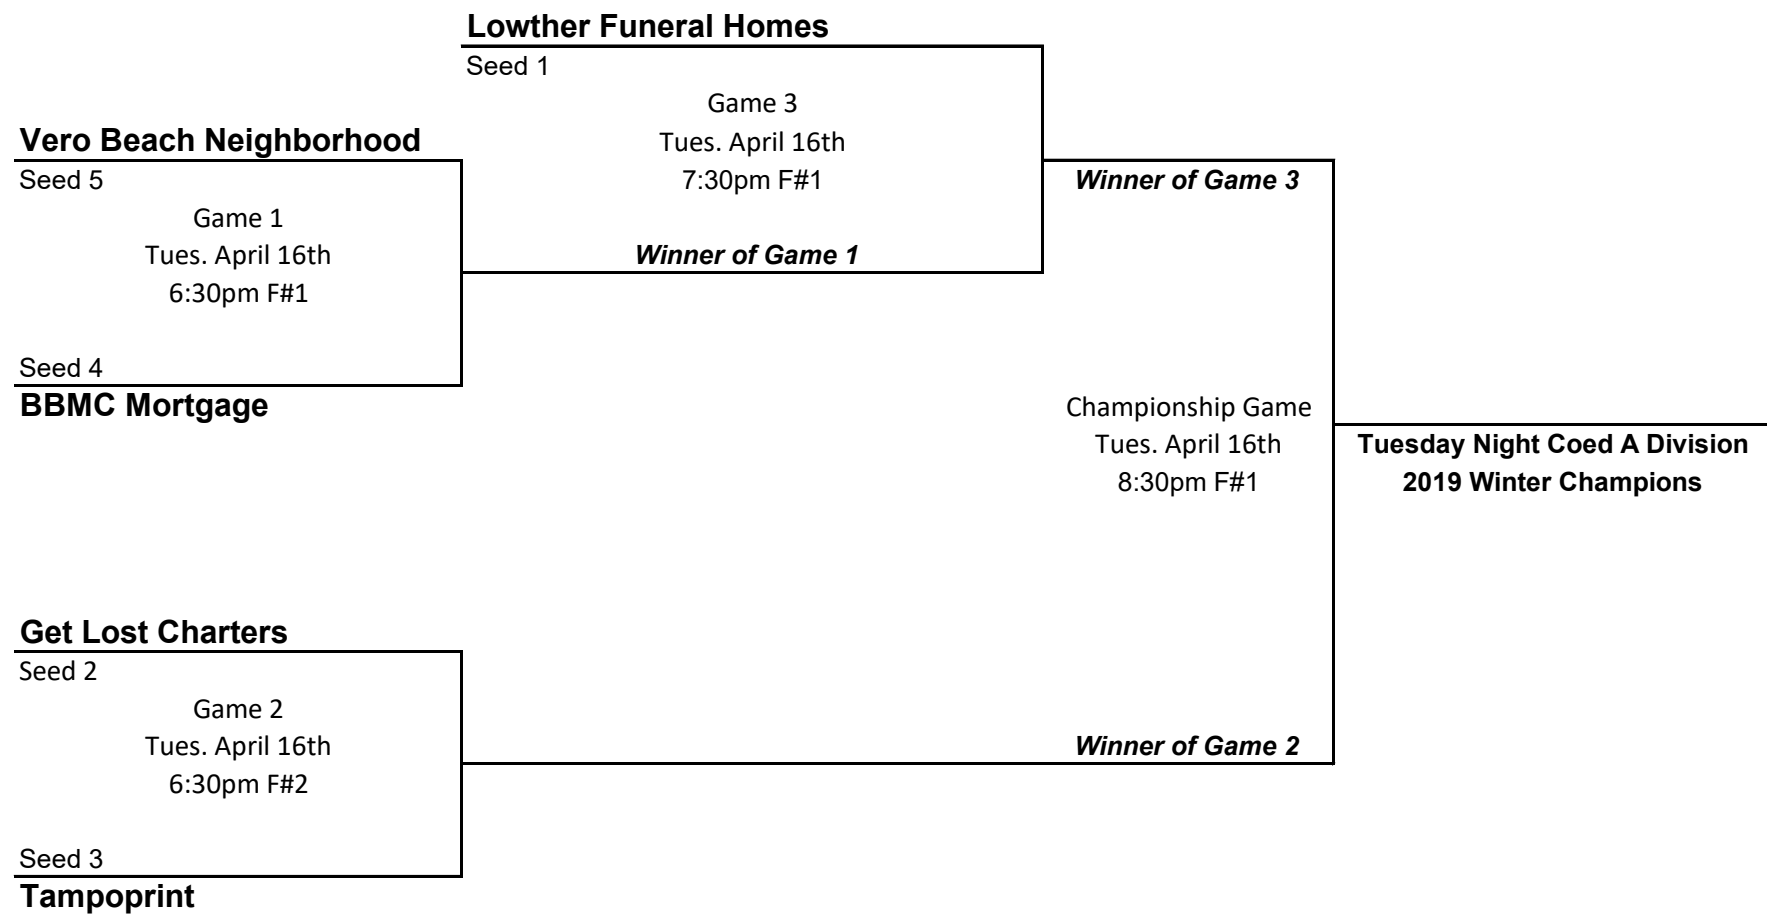 Lowther Funeral Homes
Seed 1
Game 3
Tues. April 16th
7:30pm F#1
Vero Beach Neighborhood
Seed 5
Game 1
Tues. April 16th
6:30pm F#1
Winner of Game 1
Winner of Game 3
Seed 4
BBMC Mortgage
Championship Game
Tues. April 16th
8:30pm F#1
Tuesday Night Coed A Division
2019 Winter Champions
Get Lost Charters
Seed 2
Game 2
Tues. April 16th
6:30pm F#2
Winner of Game 2
Seed 3
Tampoprint